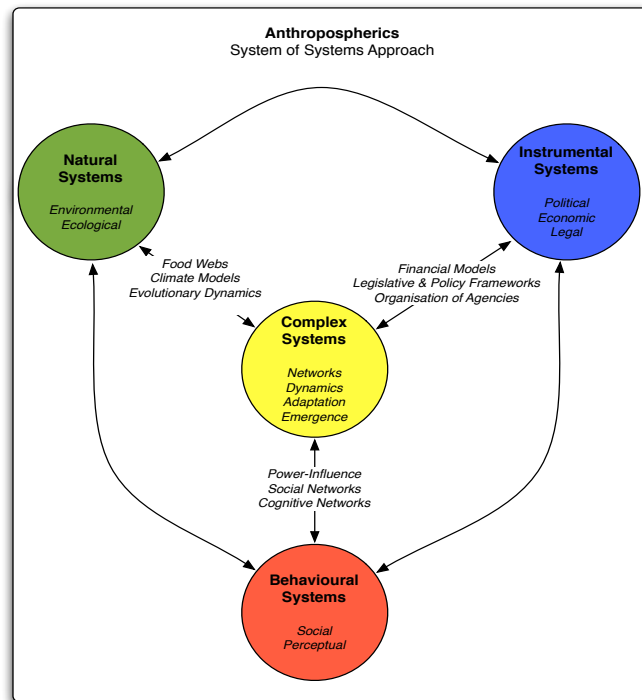 Anthropospherics
System of Systems Approach
Natural
Systems
Environmental
Ecological
Instrumental
Systems
Political
Economic
Legal
Food Webs
Climate Models
Evolutionary Dynamics
Financial Models
Legislative & Policy Frameworks
Organisation of Agencies
Complex
Systems
Networks
Dynamics
Adaptation
Emergence
Power-Influence
Social Networks
Cognitive Networks
Behavioural
Systems
Social
Perceptual